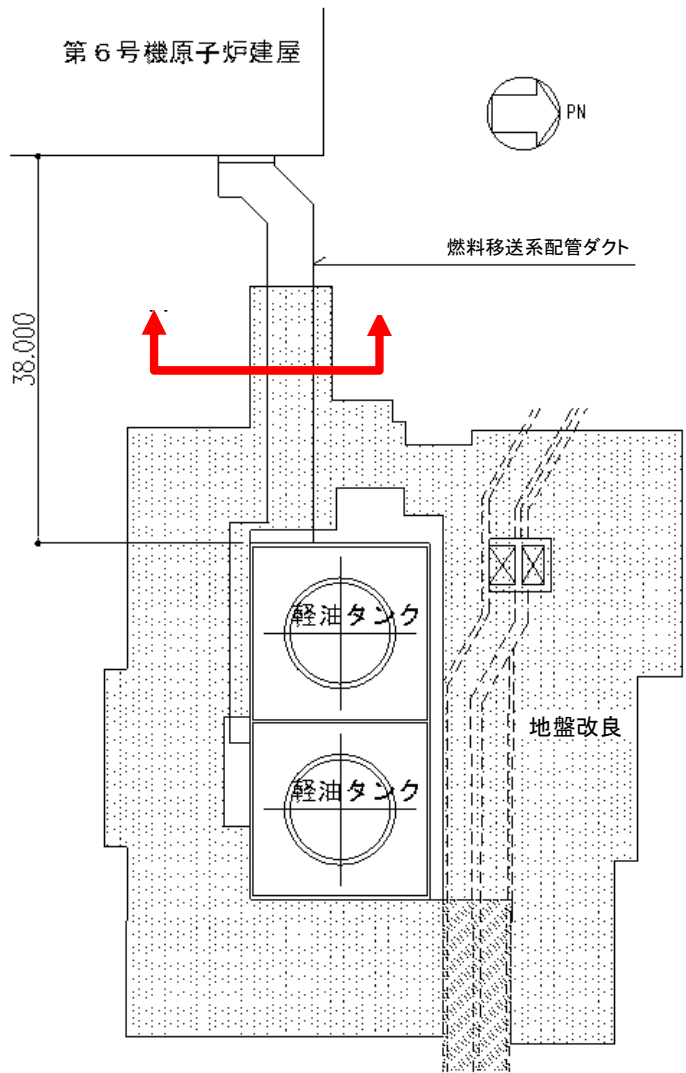 第６号機原子炉建屋
PN
燃料移送系配管ダクト
38.000
軽油タンク
地盤改良
軽油タンク